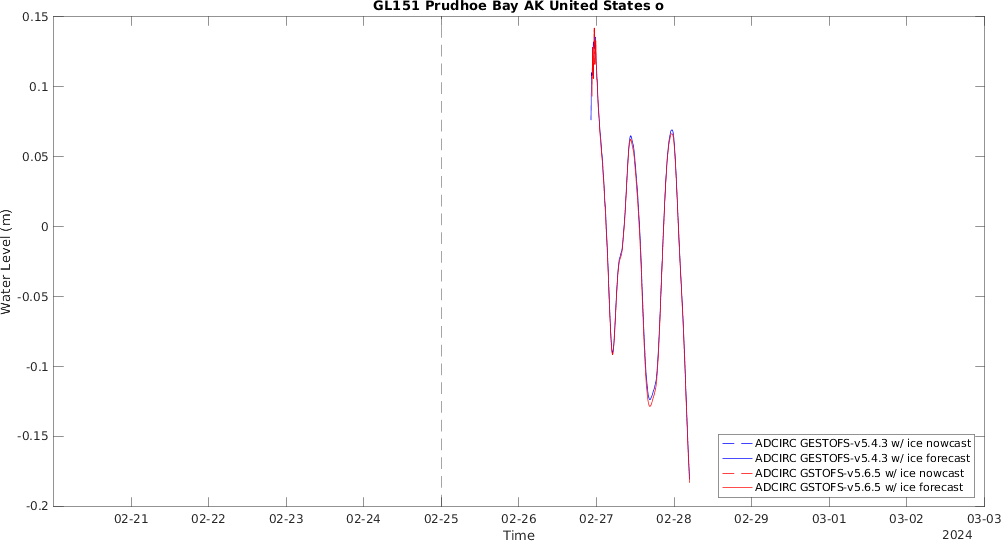 GL151 Prudhoe Bay AK United States o
0.15
0.1
0.05
0
-0.05
-0.1
-0.15
-0.2
Water Level (m)
ADCIRC GESTOFS-v5.4.3 w/ ice nowcast
ADCIRC GESTOFS-v5.4.3 w/ ice forecast
ADCIRC GSTOFS-v5.6.5 w/ ice nowcast
ADCIRC GSTOFS-v5.6.5 w/ ice forecast
02-21 02-22 02-23 02-24 02-25 02-26 02-27 02-28 02-29 03-01 03-02 03-03
Time
2024